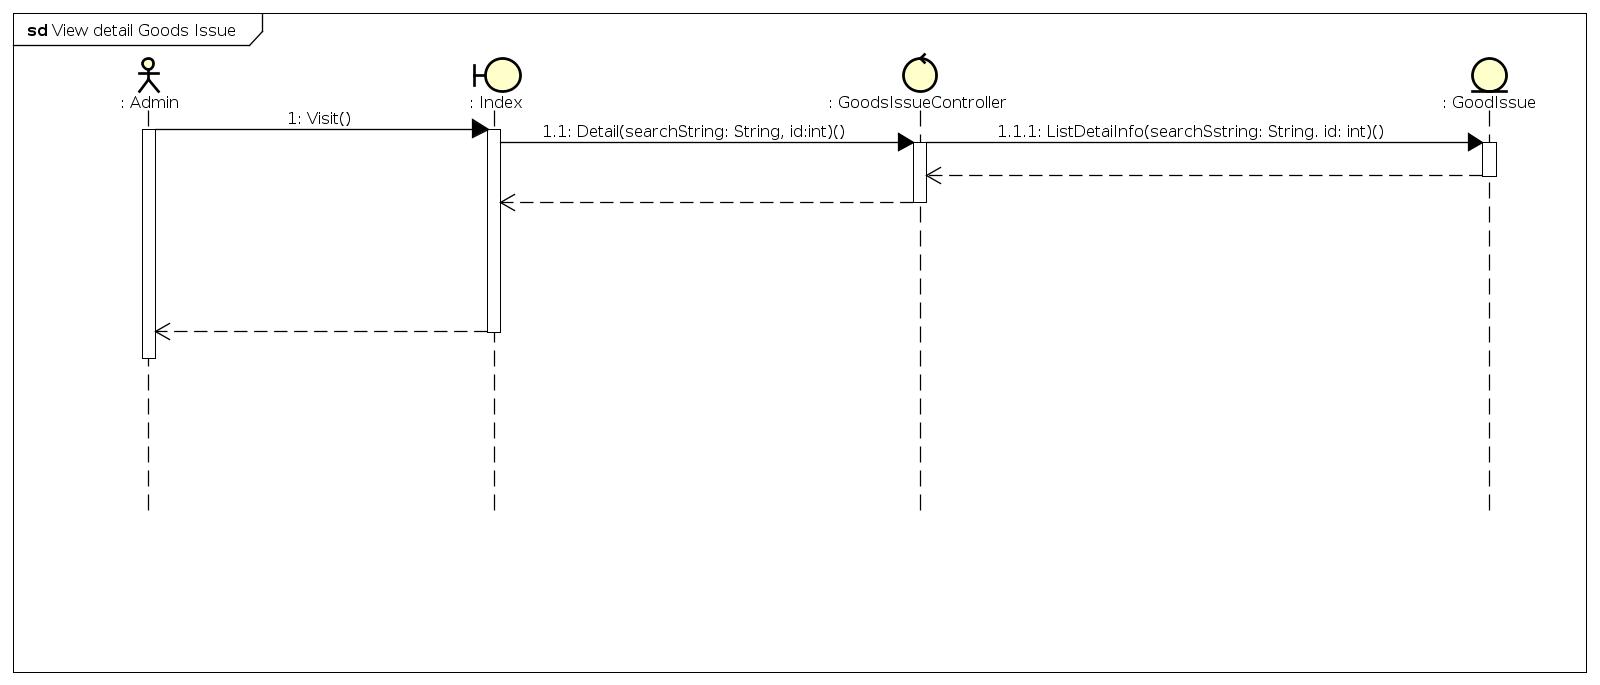 sd View detail Goods Issue
: Admin
: Index
: GoodsIssueController
: GoodIssue
1: Visit()
1.1: Detail(searchString: String, id:int)()
1.1.1: ListDetailInfo(searchSstring: String. id: int)()